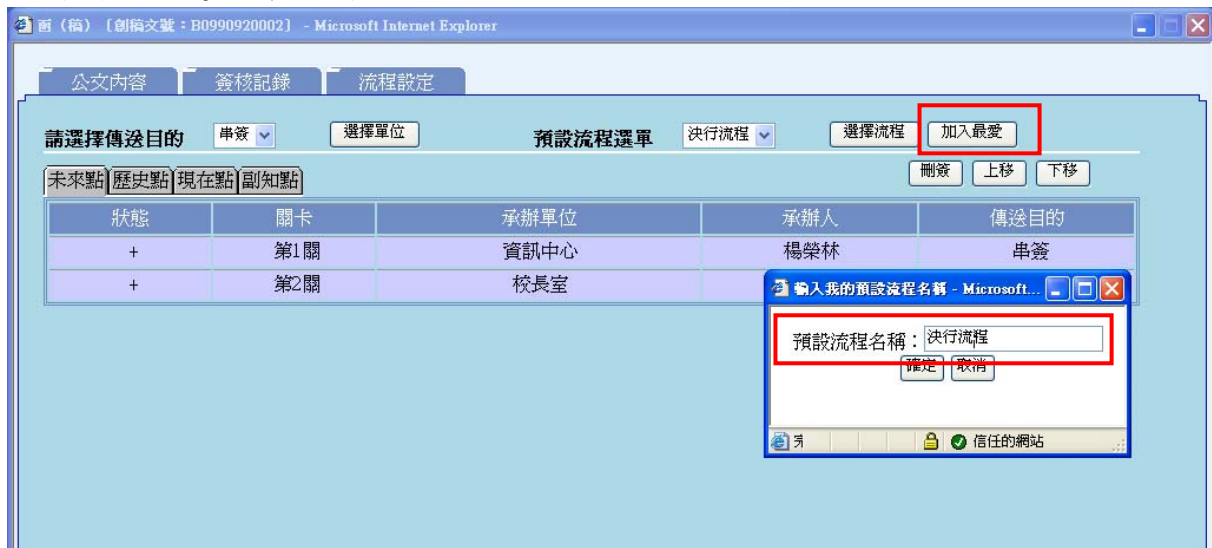 函（稿）〔創稿文號：B0990920002〕 - Microsoft Internet Explorer
公文內容 簽核記錄 流程設定
請選擇傳送目的 串簽 選擇單位 預設流程選單 決行流程 選擇流程 加入最愛
未來點 歷史點 現在點 副知點 刪簽 上移 下移
狀態 關卡 承辦單位 承辦人 傳送目的
+ 第1關 資訊中心 楊榮林 串簽
+ 第2關 校長室
輸入我的預設流程名稱 - Microsoft...
預設流程名稱：決行流程
確定 取消
信任的網站